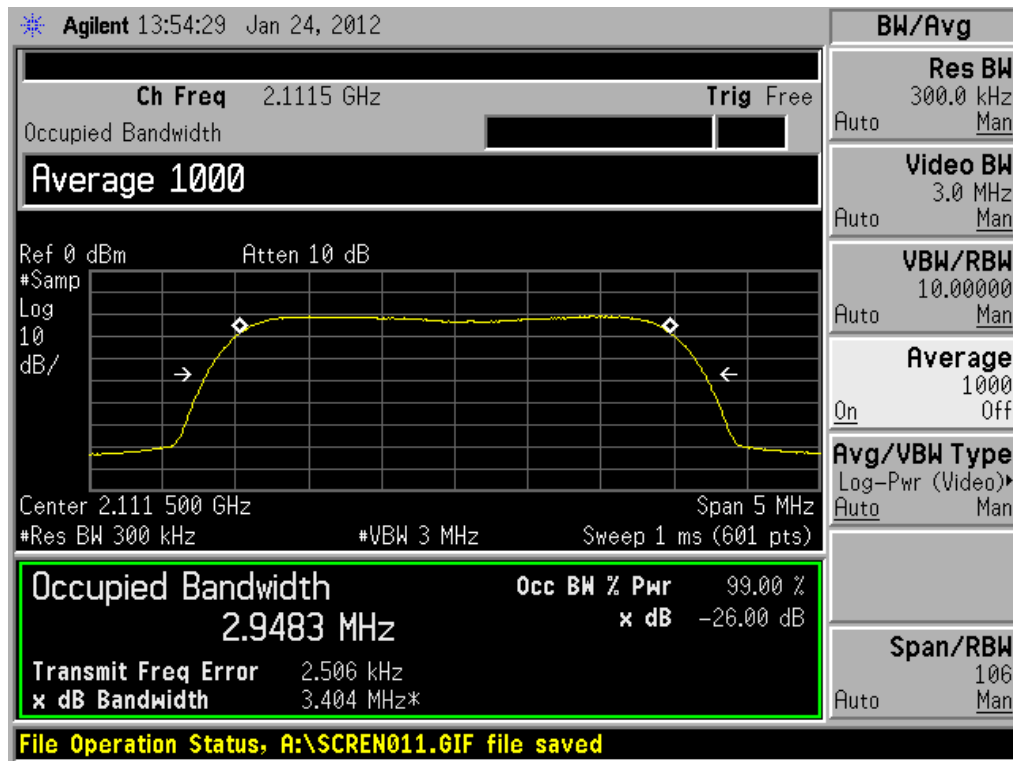 Agilent 13:54:29 Jan 24, 2012
BW/Avg
Ch Freq 2.1115 GHz
Trig Free
Occupied Bandwidth
Average 1000
Ref 0 dBm
Atten 10 dB
#Samp
Log
10
dB/
Center 2.111 500 GHz
Span 5 MHz
#Res BW 300 kHz
#VBW 3 MHz
Sweep 1 ms (601 pts)
Occupied Bandwidth
2.9483 MHz
Occ BW % Pwr 99.00 %
x dB -26.00 dB
Transmit Freq Error 2.506 kHz
x dB Bandwidth 3.404 MHz*
Res BW
300.0 kHz
Auto Man
Video BW
3.0 MHz
Auto Man
VBW/RBW
10.00000
Auto Man
Average
1000
On Off
Avg/VBW Type
Log-Pwr (Video)▸
Auto Man
Span/RBW
106
Auto Man
File Operation Status, A:\SCREN011.GIF file saved